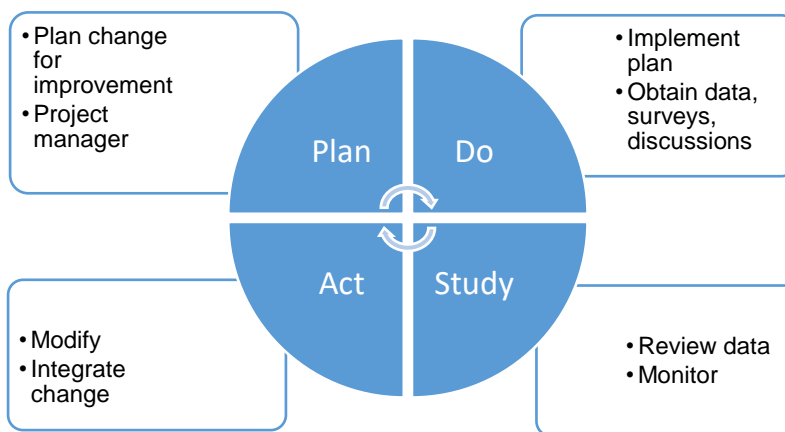 • Plan change
for
improvement
• Project
manager
• Implement
plan
• Obtain data,
surveys,
discussions
Plan
Do
Act
Study
• Modify
• Integrate
change
• Review data
• Monitor